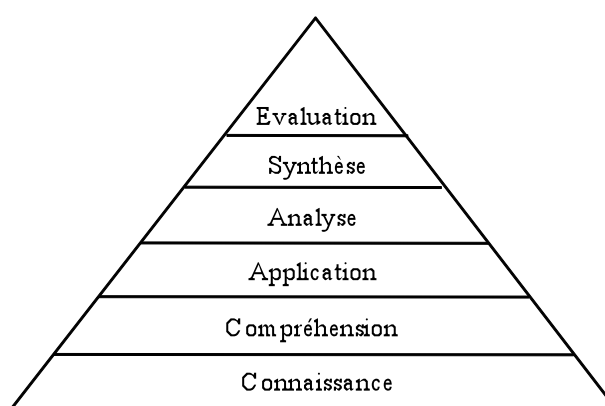 Evaluation
Synthèse
Analyse
Application
Compréhension
Connaissance